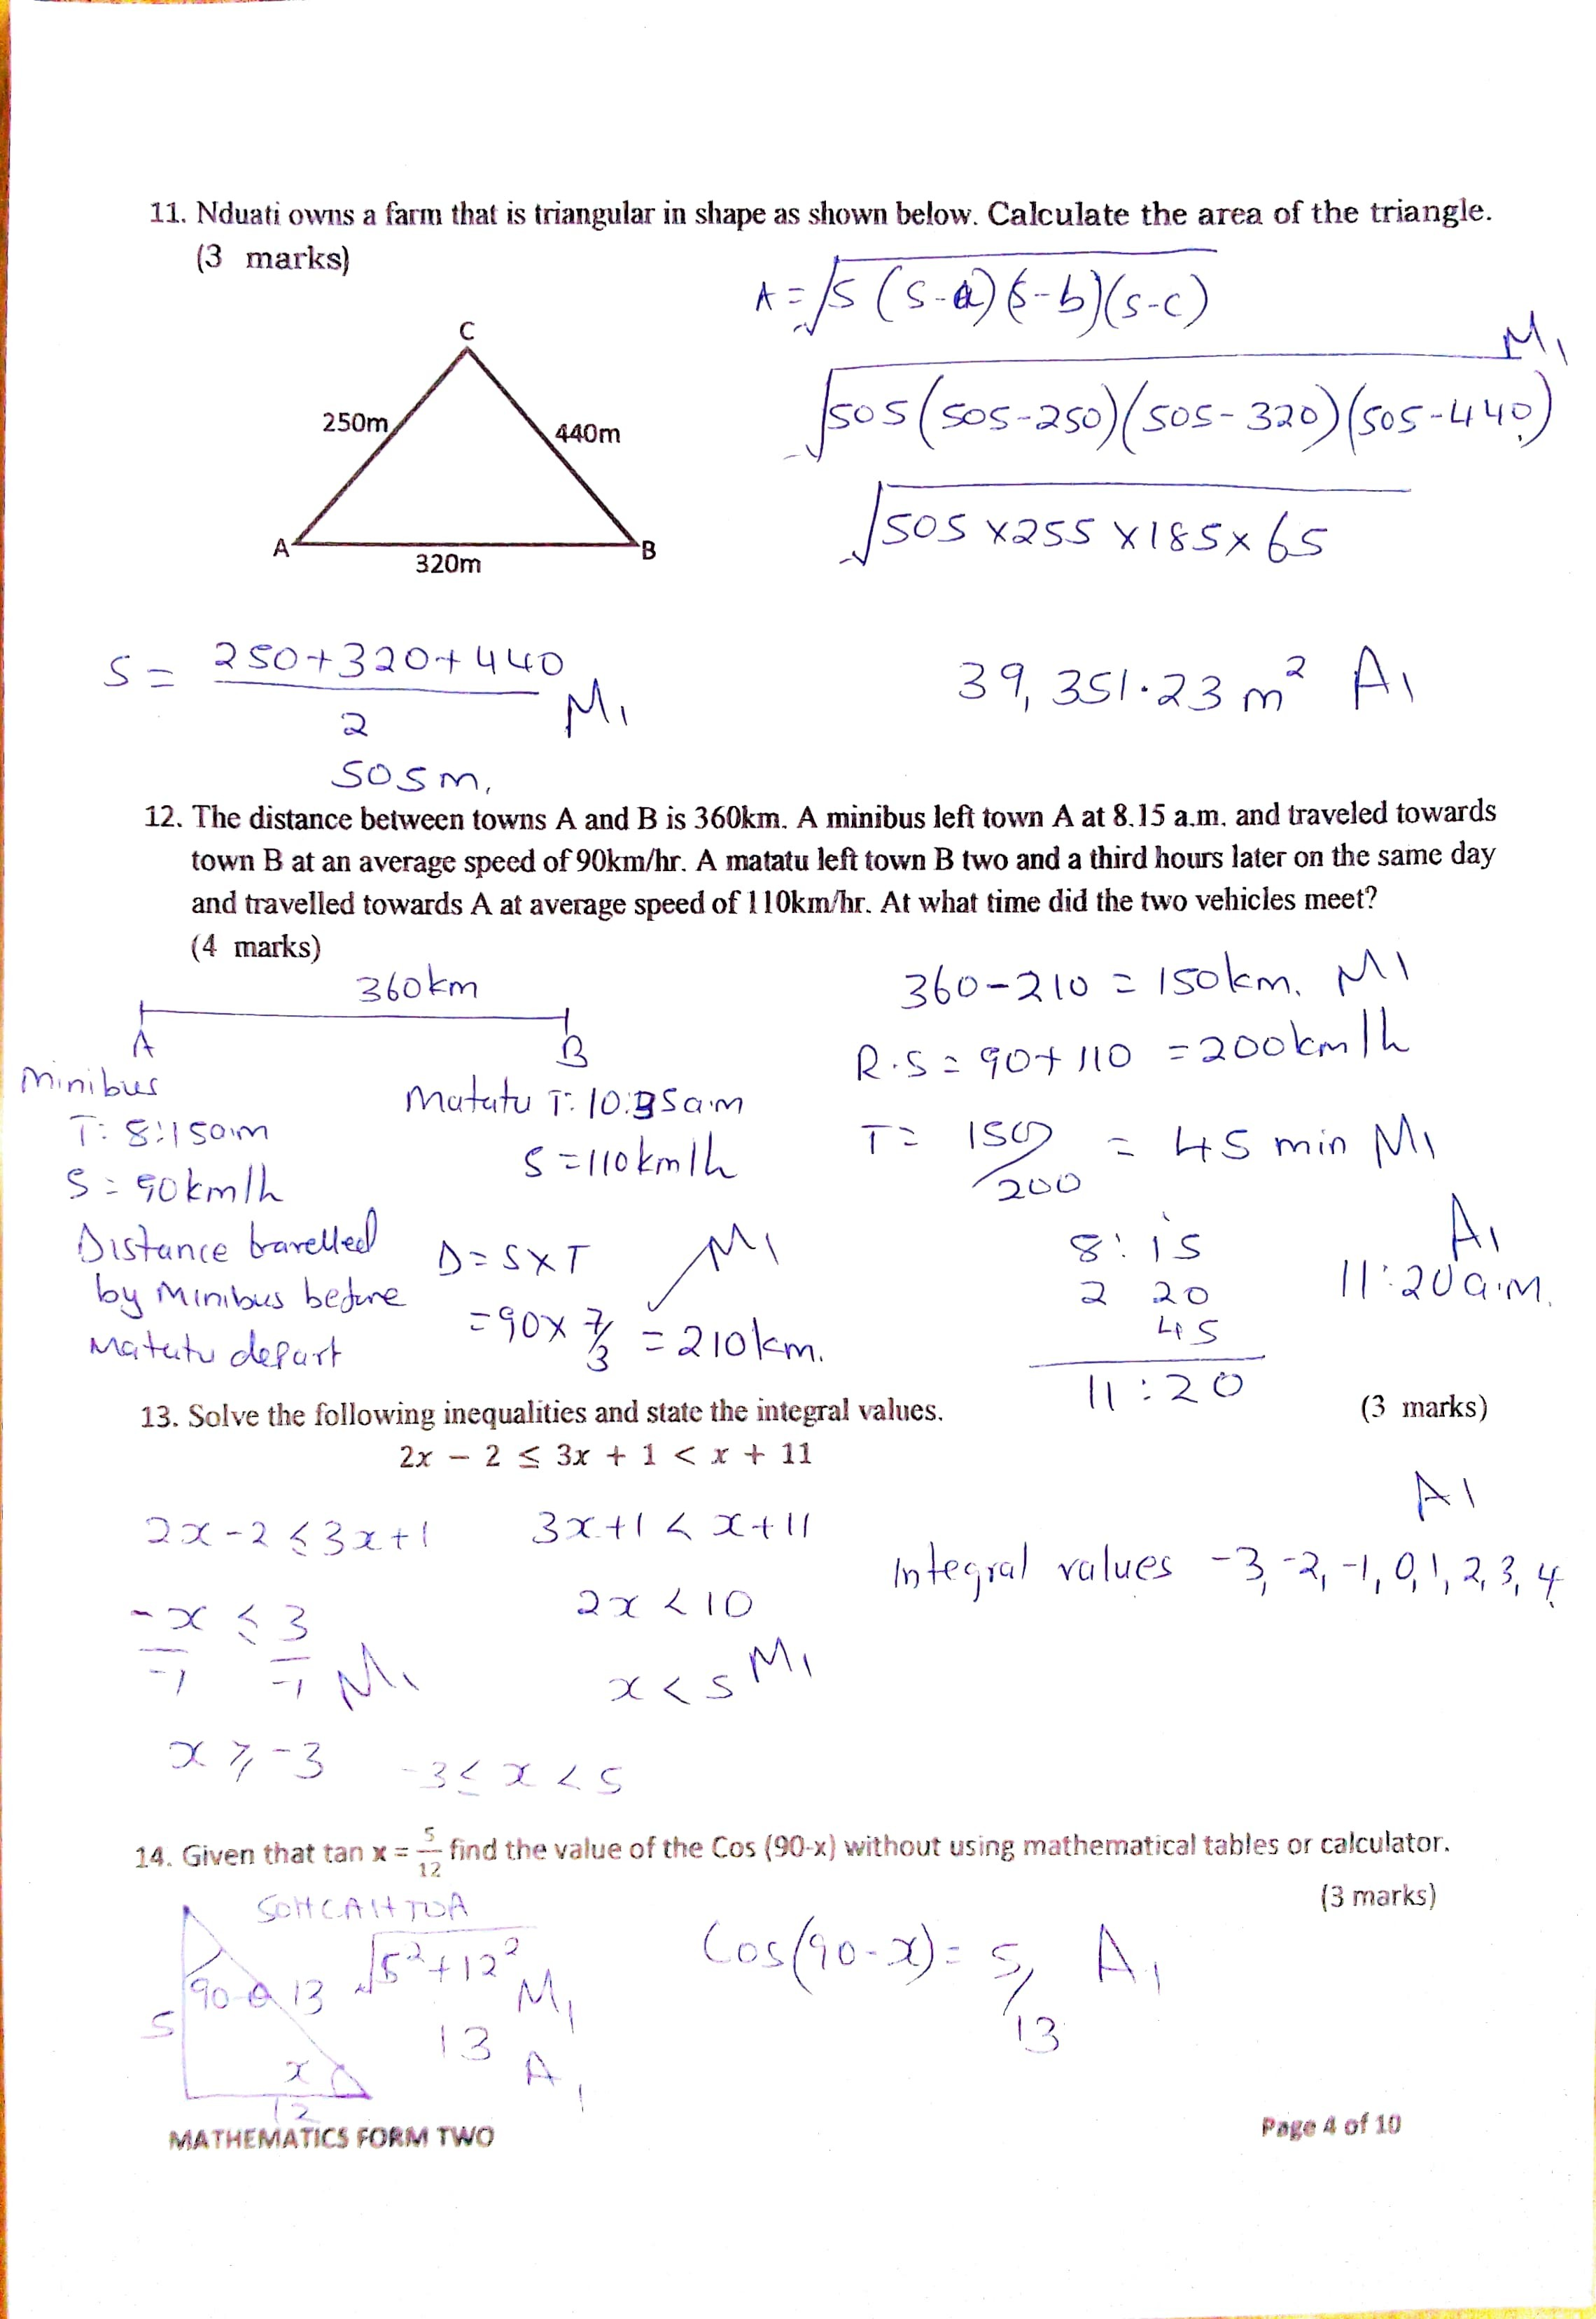 11. Nduati owns a farm that is triangular in shape as shown below. Calculate the area of the triangle.
(3 marks)
A = √s (s-a)(s-b)(s-c)
M1
√505(505-250)(505-320)(505-440)
√505 x255 x185x 65
C
250m
440m
A
B
320m
S = 250+320+440
2
M1
505m.
39,351.23 m² A1
12. The distance between towns A and B is 360km. A minibus left town A at 8.15 a.m. and traveled towards
town B at an average speed of 90km/hr. A matatu left town B two and a third hours later on the same day
and travelled towards A at average speed of 110km/hr. At what time did the two vehicles meet?
(4 marks)
360km
A
B
Minibus
T: 8:15am
S = 90km/h
Matatu T: 10:35a.m
S = 110km/h
Distance travelled
by Minibus before
Matatu depart
D = S x T
M1
=90x 7/3 = 210km.
360-210 = 150km. M1
R.S = 90+110 = 200km/h
T = 150/200 = 45 min M1
8:15
2 20
45
11:20
A1
11:20a.m.
13. Solve the following inequalities and state the integral values. (3 marks)
2x − 2 ≤ 3x + 1 < x + 11
2x-2 ≤ 3x+1
-x ≤ 3
-1 -1 M1
x ≥ -3
3x+1 < x+11
2x < 10
x < 5 M1
-3 ≤ x < 5
A1
Integral values -3, -2, -1, 0, 1, 2, 3, 4
14. Given that tan x = 5/12 find the value of the Cos (90-x) without using mathematical tables or calculator.
(3 marks)
SOHCAHTOA
90-θ 13
5
x
12
√5²+12²
M1
13
A1
Cos(90-x) = 5/13 A1
MATHEMATICS FORM TWO
Page 4 of 10